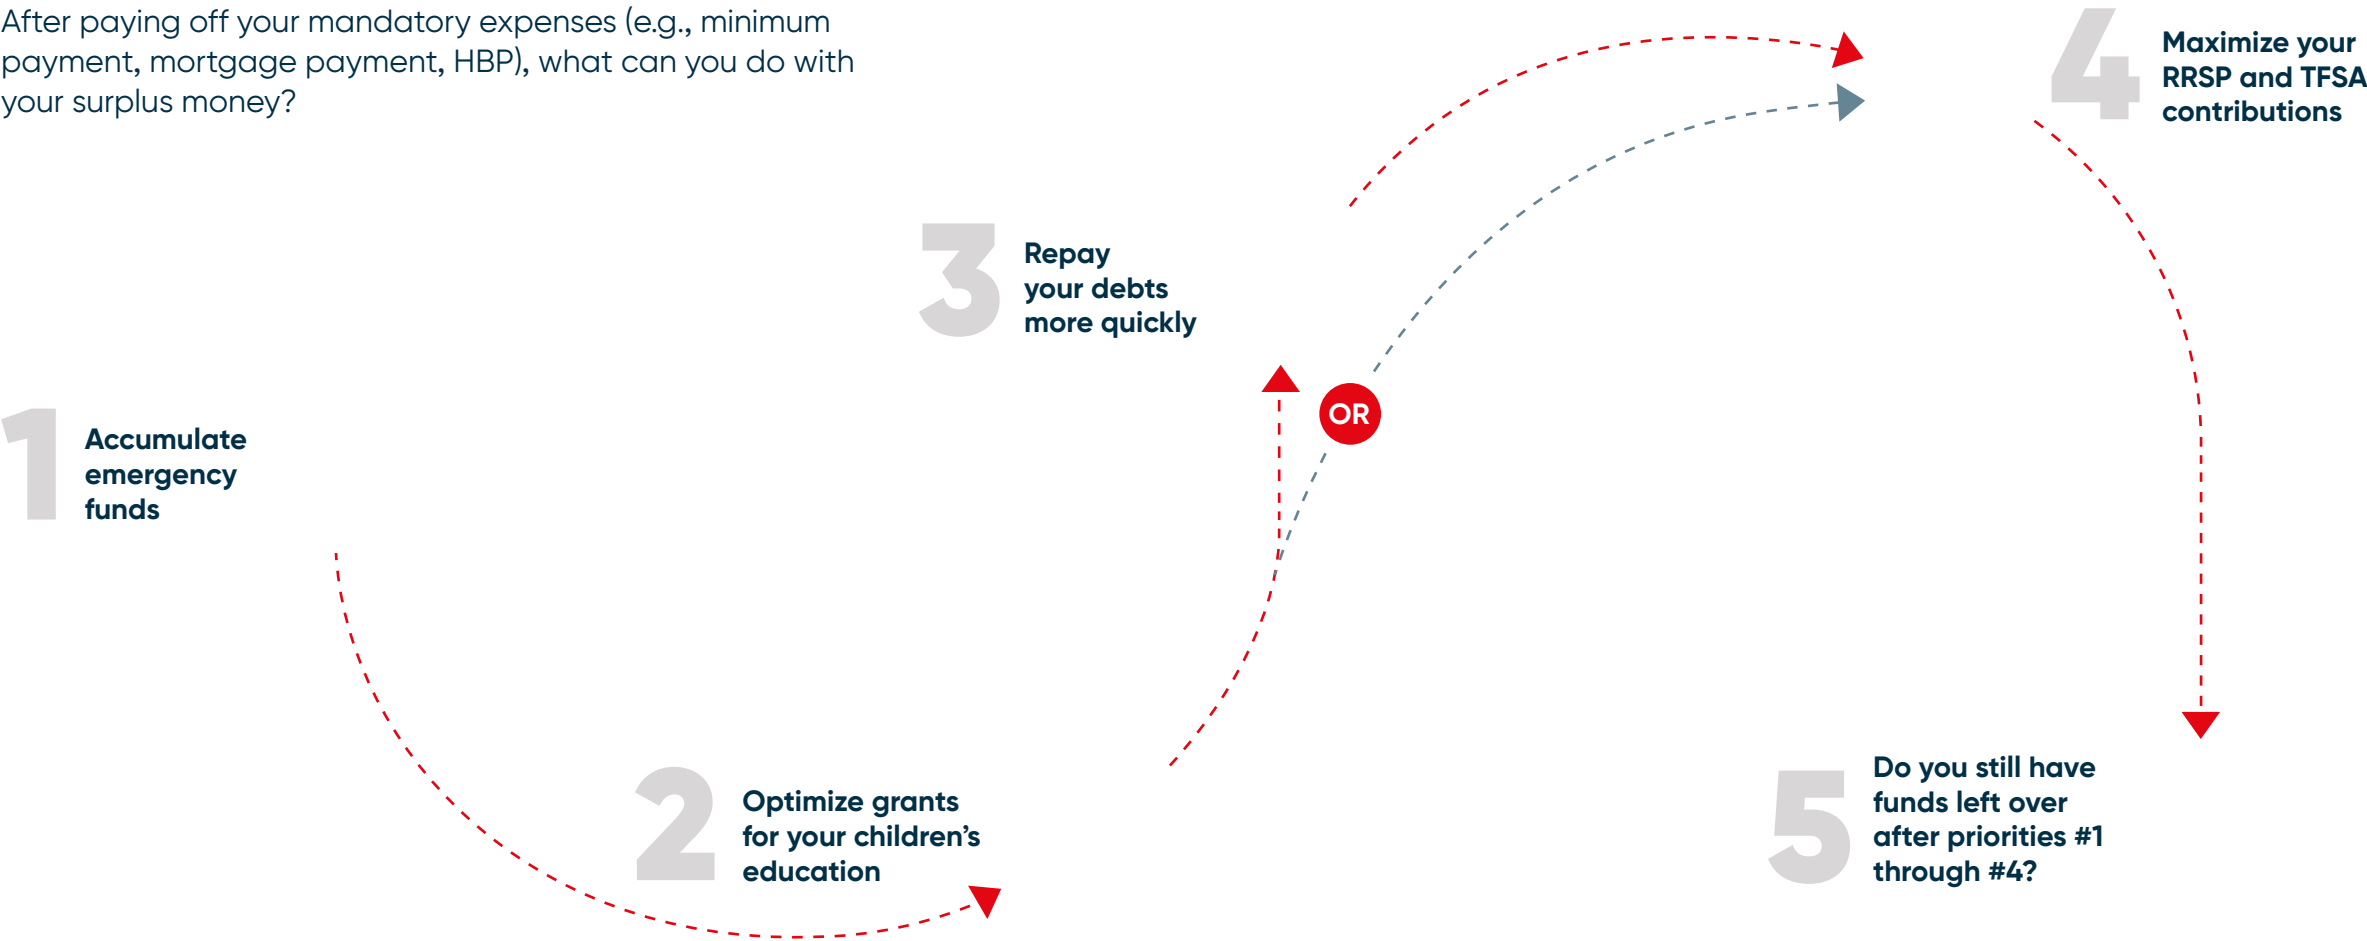 After paying off your mandatory expenses (e.g., minimum
payment, mortgage payment, HBP), what can you do with
your surplus money?
1
Accumulate
emergency
funds
2
Optimize grants
for your children’s
education
3
Repay
your debts
more quickly
OR
4
Maximize your
RRSP and TFSA
contributions
5
Do you still have
funds left over
after priorities #1
through #4?